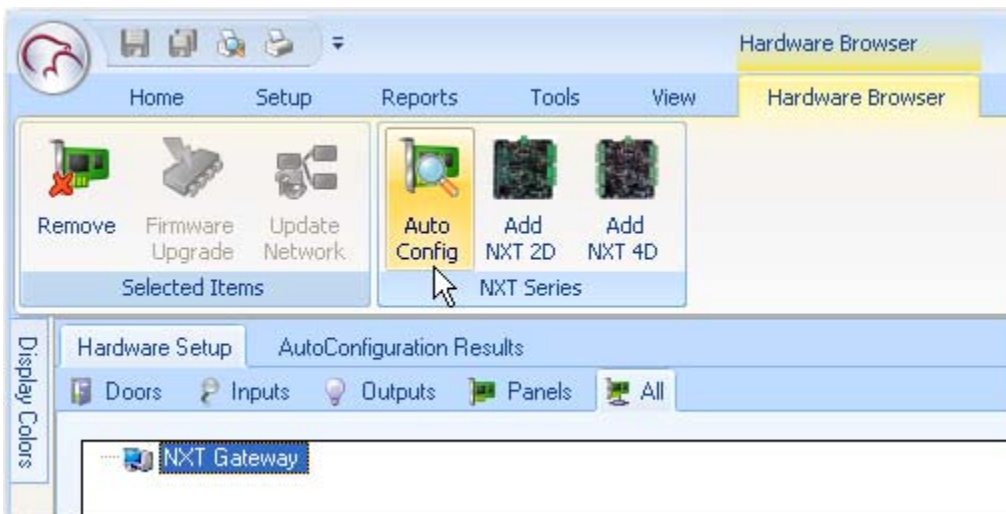 Hardware Browser
Home Setup Reports Tools View Hardware Browser
Remove Firmware Upgrade Update Network
Selected Items
Auto Config Add NXT 2D Add NXT 4D
NXT Series
Display Colors
Hardware Setup AutoConfiguration Results
Doors Inputs Outputs Panels All
NXT Gateway